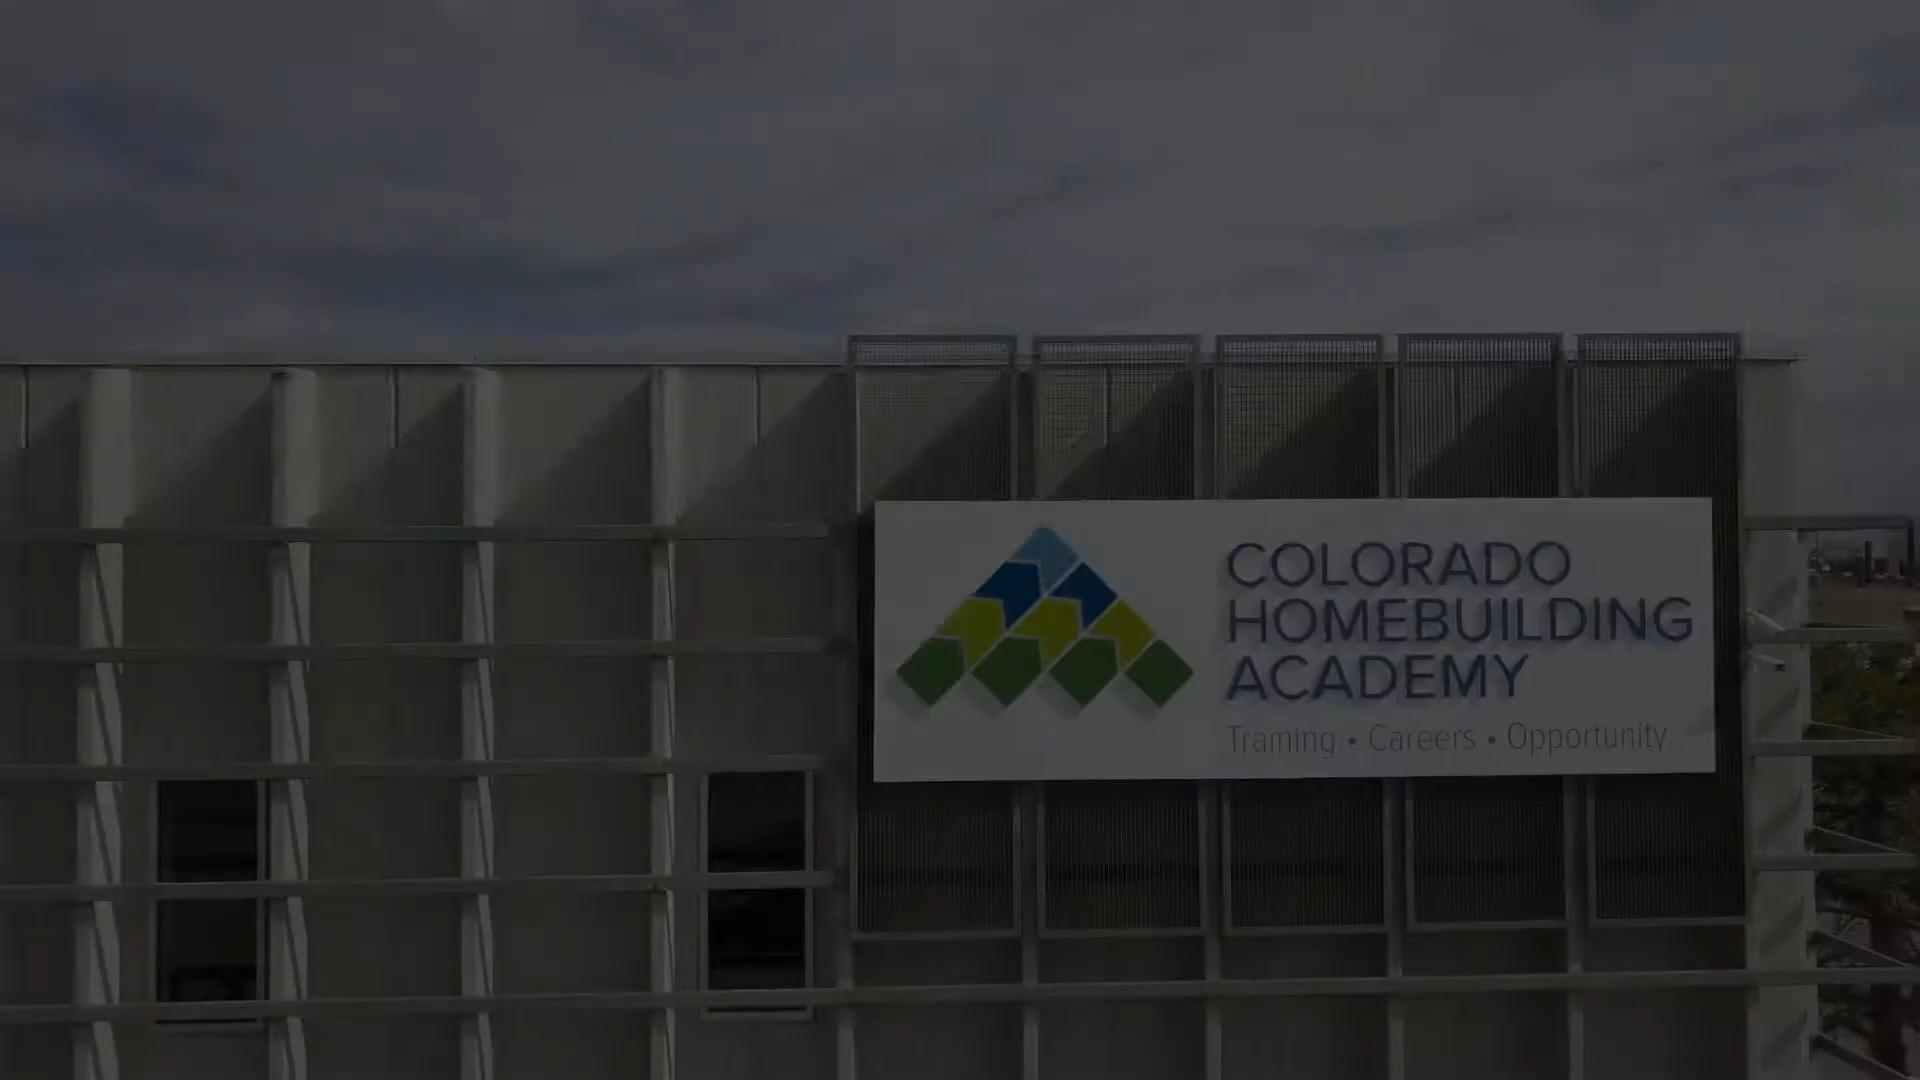 COLORADO
HOMEBUILDING
ACADEMY
Training • Careers • Opportunity